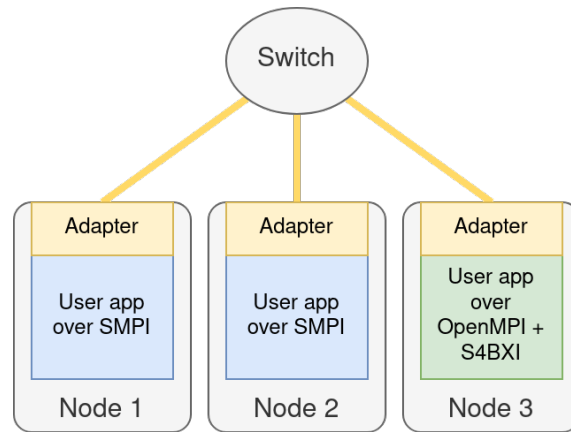 Switch
Adapter
Adapter
Adapter
User app
over SMPI
User app
over SMPI
User app
over
OpenMPI +
S4BXI
Node 1
Node 2
Node 3